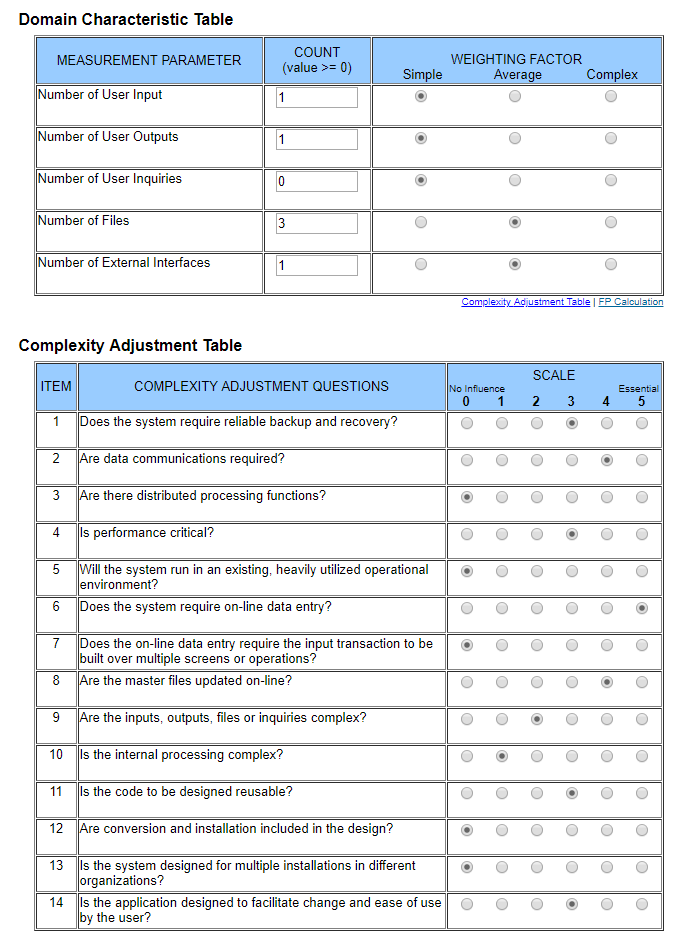 Domain Characteristic Table
MEASUREMENT PARAMETER
COUNT
(value >= 0)
WEIGHTING FACTOR
Simple Average Complex
Number of User Input 1
Number of User Outputs 1
Number of User Inquiries 0
Number of Files 3
Number of External Interfaces 1
Complexity Adjustment Table | FP Calculation
Complexity Adjustment Table
ITEM
COMPLEXITY ADJUSTMENT QUESTIONS
SCALE
No Influence Essential
0 1 2 3 4 5
1 Does the system require reliable backup and recovery?
2 Are data communications required?
3 Are there distributed processing functions?
4 Is performance critical?
5 Will the system run in an existing, heavily utilized operational
environment?
6 Does the system require on-line data entry?
7 Does the on-line data entry require the input transaction to be
built over multiple screens or operations?
8 Are the master files updated on-line?
9 Are the inputs, outputs, files or inquiries complex?
10 Is the internal processing complex?
11 Is the code to be designed reusable?
12 Are conversion and installation included in the design?
13 Is the system designed for multiple installations in different
organizations?
14 Is the application designed to facilitate change and ease of use
by the user?